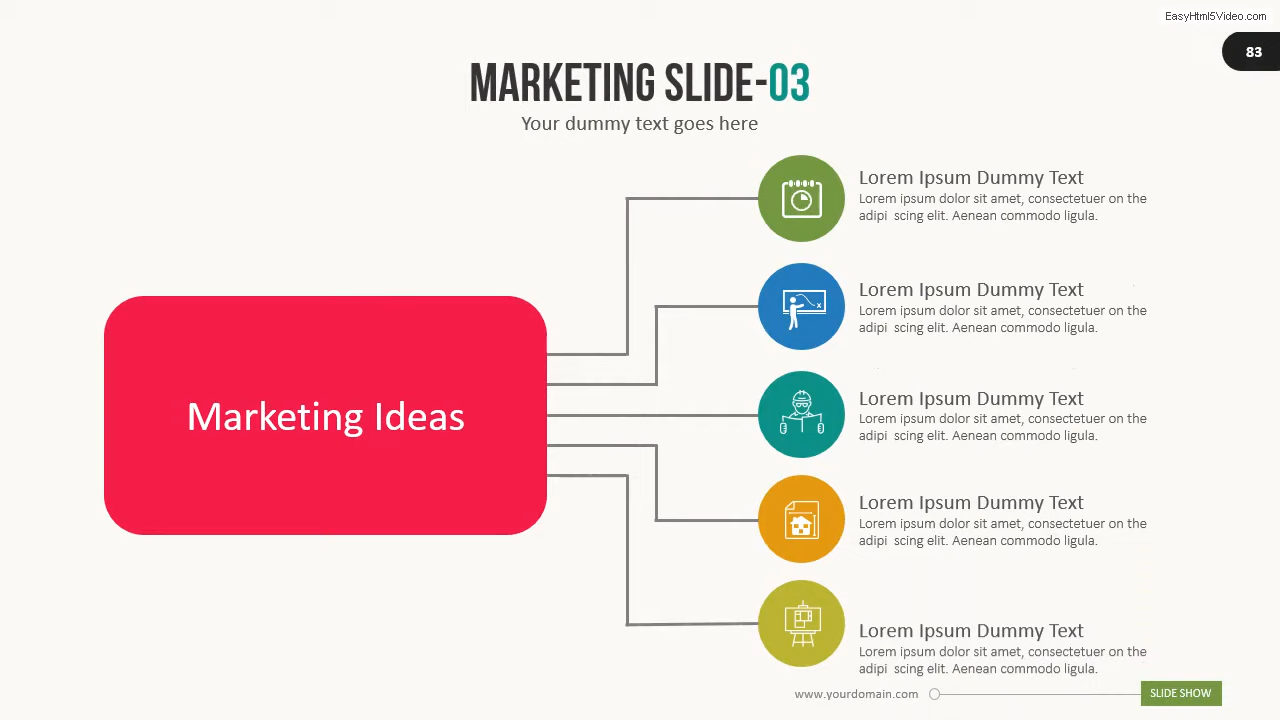 EasyHtml5Video.com
83
MARKETING SLIDE-03
Your dummy text goes here
Marketing Ideas
Lorem Ipsum Dummy Text
Lorem ipsum dolor sit amet, consectetuer on the
adipi  scing elit. Aenean commodo ligula.
Lorem Ipsum Dummy Text
Lorem ipsum dolor sit amet, consectetuer on the
adipi  scing elit. Aenean commodo ligula.
Lorem Ipsum Dummy Text
Lorem ipsum dolor sit amet, consectetuer on the
adipi  scing elit. Aenean commodo ligula.
Lorem Ipsum Dummy Text
Lorem ipsum dolor sit amet, consectetuer on the
adipi  scing elit. Aenean commodo ligula.
Lorem Ipsum Dummy Text
Lorem ipsum dolor sit amet, consectetuer on the
adipi  scing elit. Aenean commodo ligula.
www.yourdomain.com
SLIDE SHOW